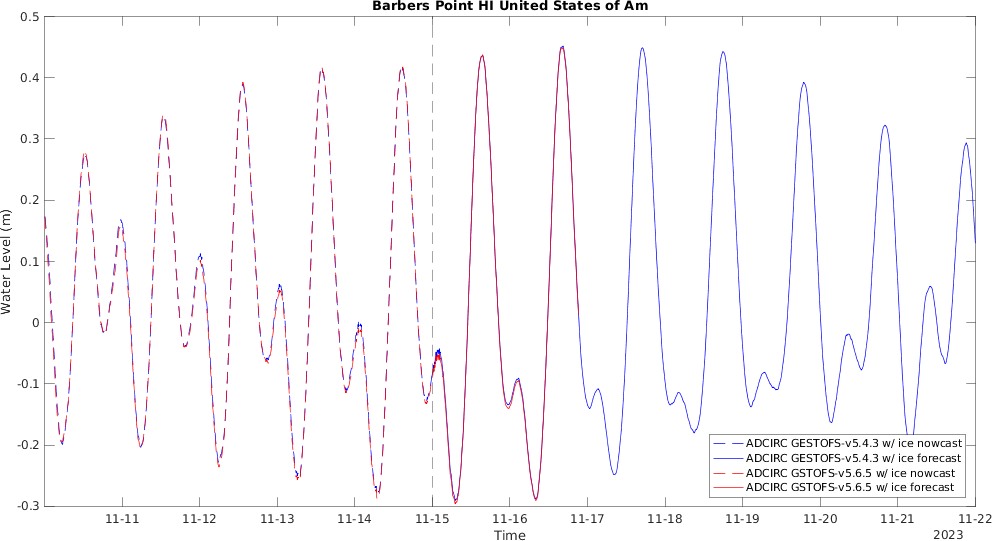 Barbers Point HI United States of Am
0.5
0.4
0.3
0.2
0.1
0
-0.1
-0.2
-0.3
Water Level (m)
ADCIRC GESTOFS-v5.4.3 w/ ice nowcast
ADCIRC GESTOFS-v5.4.3 w/ ice forecast
ADCIRC GSTOFS-v5.6.5 w/ ice nowcast
ADCIRC GSTOFS-v5.6.5 w/ ice forecast
11-11 11-12 11-13 11-14 11-15 11-16 11-17 11-18 11-19 11-20 11-21 11-22
Time
2023